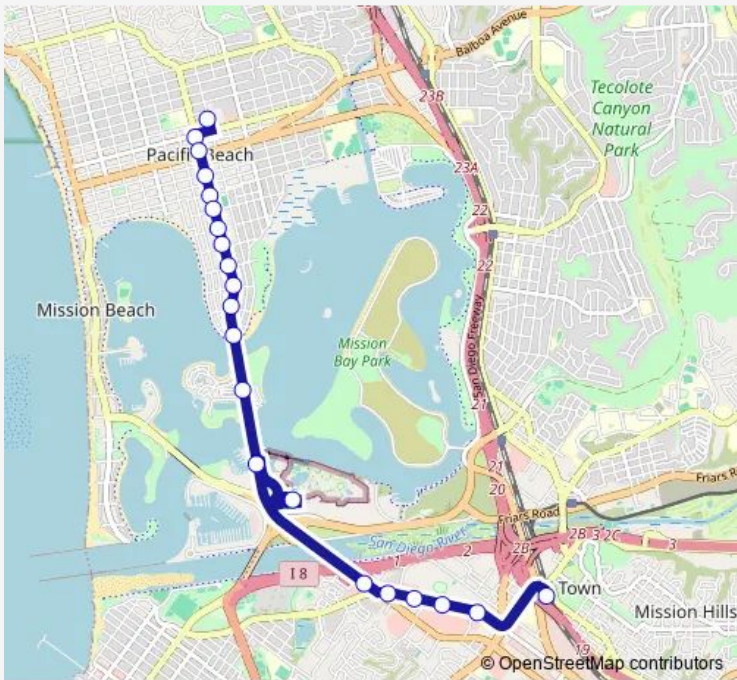 Balboa Avenue
23B
Tecolote
Canyon
Natural
Park
Pacific Beach
23A
22
22
Mission Beach
Mission
Bay Park
San Diego Freeway
21
21
20
Friars R
Friars Road
San Diego River
2B
2B
3
2C
3
1
2
I 8
Town
Mission Hills
19
© OpenStreetMap contributors